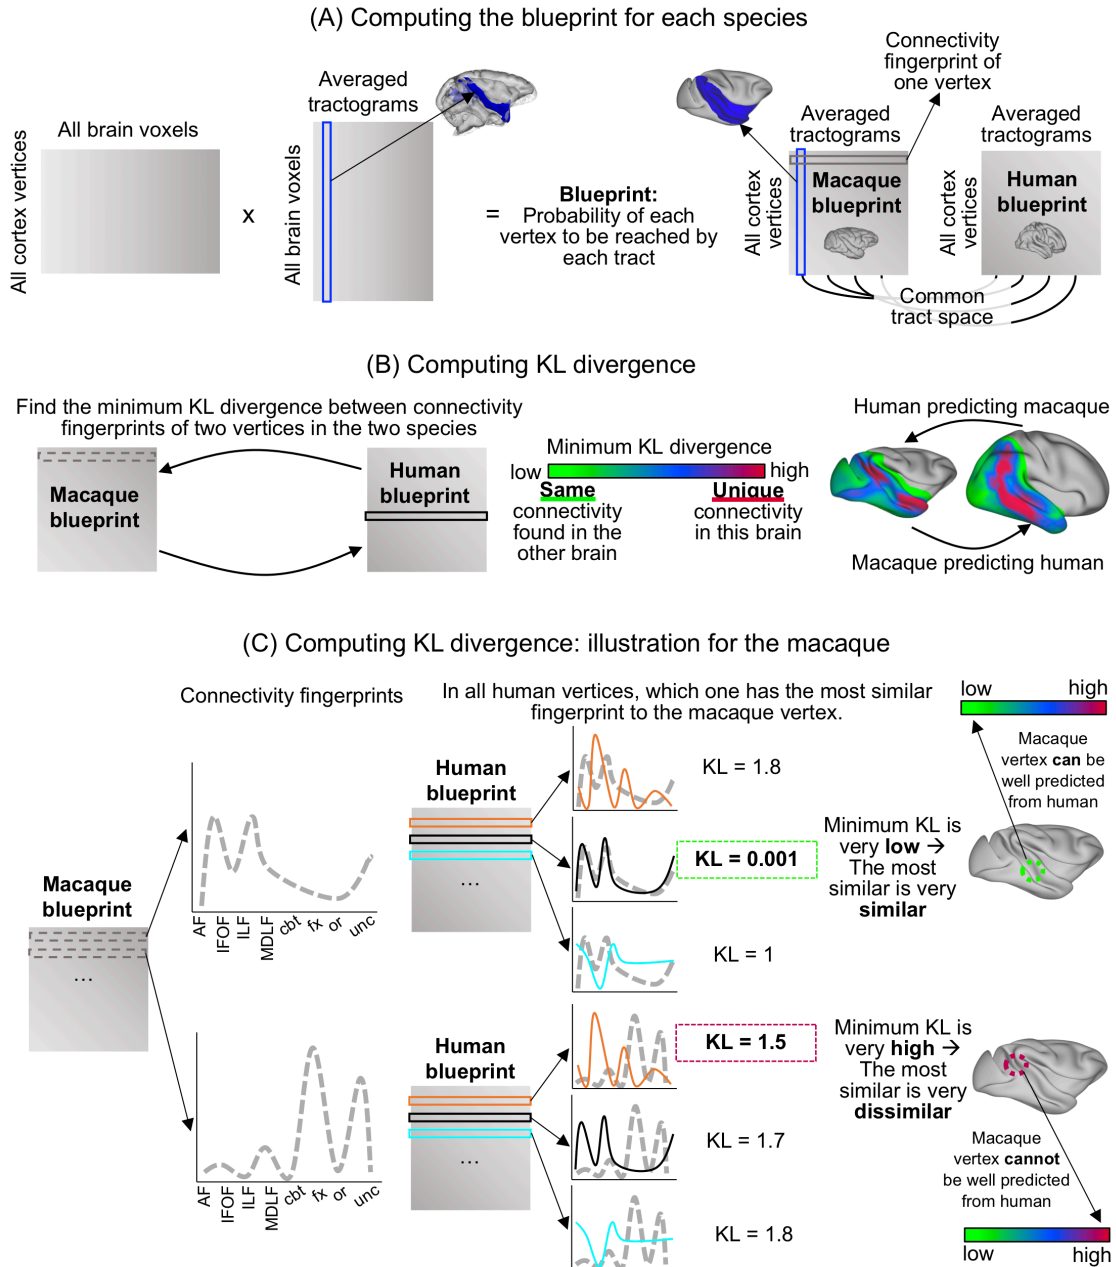 (A) Computing the blueprint for each species
All cortex vertices
All brain voxels
x
All brain voxels
Averaged
tractograms
=
Blueprint:
Probability of each
vertex to be reached by
each tract
Connectivity
fingerprint of
one vertex
Averaged
tractograms
All cortex
vertices
Macaque
blueprint
Averaged
tractograms
All cortex
vertices
Human
blueprint
Common
tract space
(B) Computing KL divergence
Find the minimum KL divergence between connectivity
fingerprints of two vertices in the two species
Macaque
blueprint
Human
blueprint
Minimum KL divergence
low
high
Same
connectivity
found in the
other brain
Unique
connectivity
in this brain
Human predicting macaque
Macaque predicting human
(C) Computing KL divergence: illustration for the macaque
Connectivity fingerprints
In all human vertices, which one has the most similar
fingerprint to the macaque vertex.
Macaque
blueprint
...
AF
IFOF
ILF
MDLF
cbt
fx
or
unc
Human
blueprint
...
KL = 1.8
KL = 0.001
KL = 1
Minimum KL is
very low →
The most
similar is very
similar
low
high
Macaque
vertex can be
well predicted
from human
AF
IFOF
ILF
MDLF
cbt
fx
or
unc
Human
blueprint
...
KL = 1.5
KL = 1.7
KL = 1.8
Minimum KL is
very high →
The most
similar is very
dissimilar
Macaque
vertex cannot
be well predicted
from human
low
high